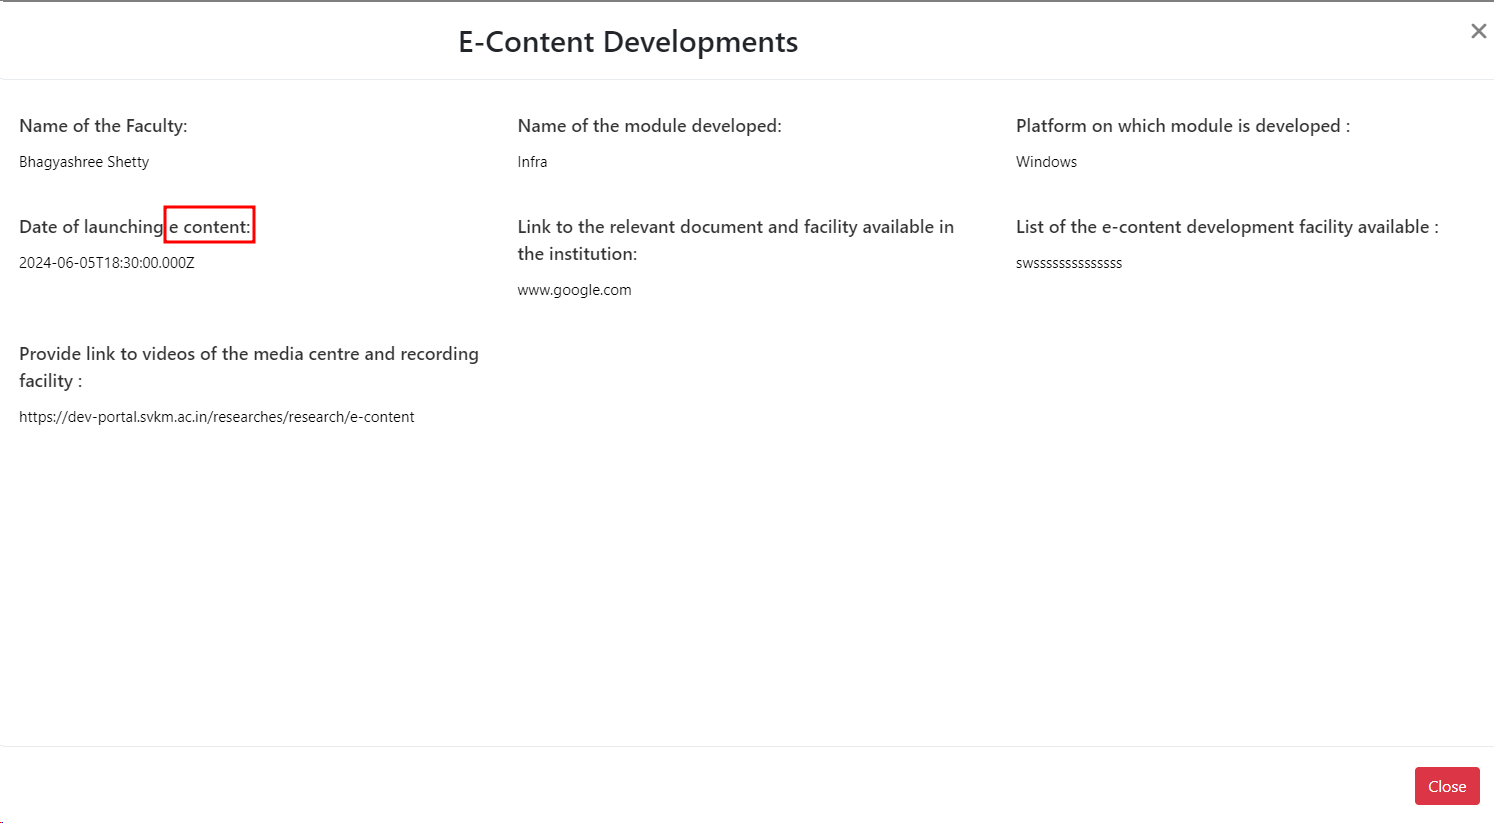 E-Content Developments
×
Name of the Faculty:
Bhagyashree Shetty
Name of the module developed:
Infra
Platform on which module is developed :
Windows
Date of launching e content:
2024-06-05T18:30:00.000Z
Link to the relevant document and facility available in
the institution:
www.google.com
List of the e-content development facility available :
swssssssssssssss
Provide link to videos of the media centre and recording
facility :
https://dev-portal.svkm.ac.in/researches/research/e-content
Close